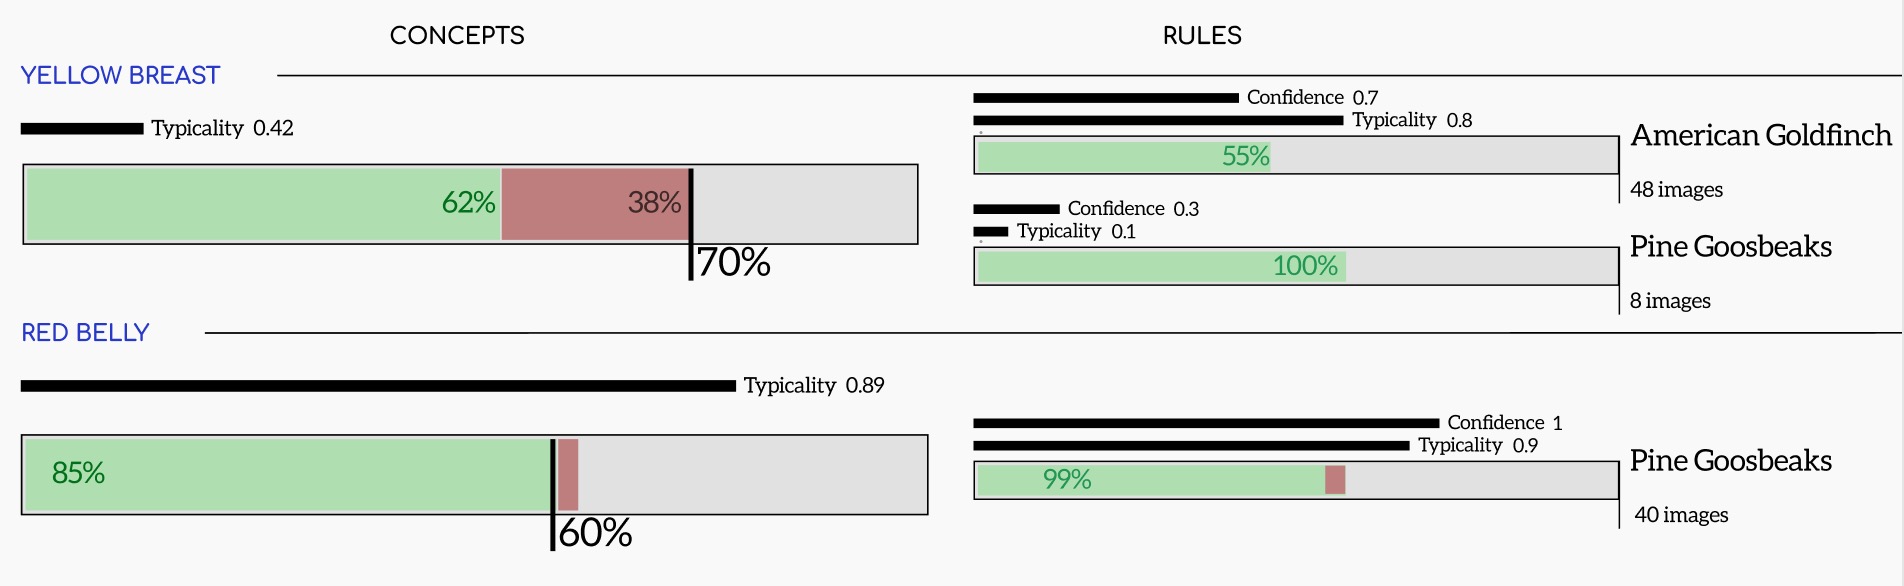 CONCEPTS
RULES
YELLOW BREAST
Typicality 0.42
62%
38%
70%
Confidence 0.7
Typicality 0.8
55%
American Goldfinch
48 images
Confidence 0.3
Typicality 0.1
100%
Pine Goosbeaks
8 images
RED BELLY
Typicality 0.89
85%
60%
Confidence 1
Typicality 0.9
99%
Pine Goosbeaks
40 images